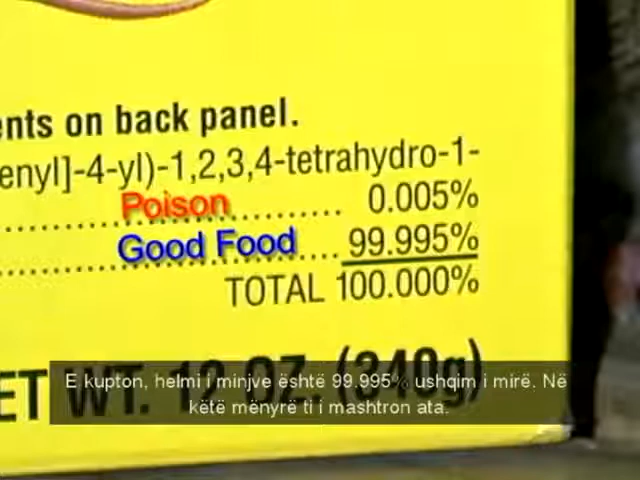 ents on back panel.
enyl]-4-yl)-1,2,3,4-tetrahydro-1-
Poison 0.005%
Good Food 99.995%
TOTAL 100.000%
ET WT. 12 OZ. (340g)
E kupton, helmi i minjve është 99.995% ushqim i mirë. Në
këtë mënyrë ti i mashtron ata.